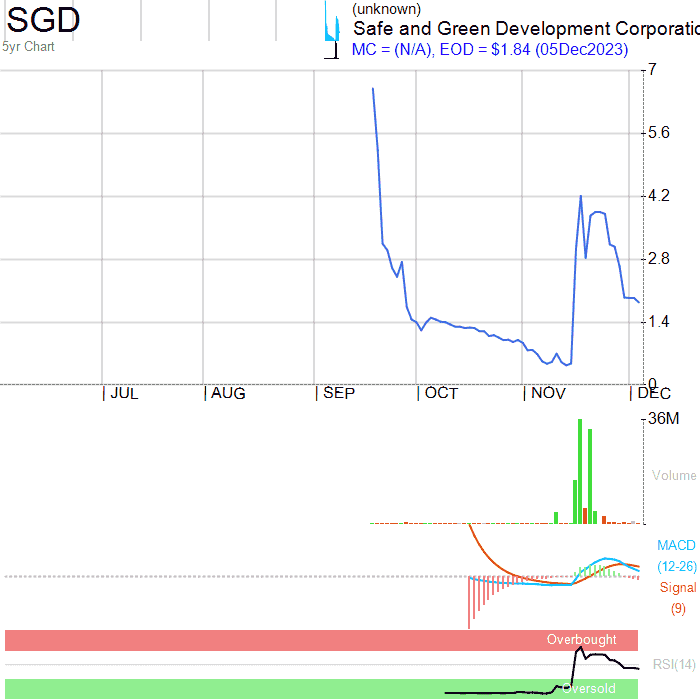 SGD
5yr Chart
(unknown)
Safe and Green Development Corporatio
MC = (N/A), EOD = $1.84 (05Dec2023)
7
5.6
4.2
2.8
1.4
0
JUL AUG SEP OCT NOV DEC
36M
Volume
MACD
(12-26)
Signal
(9)
Overbought
RSI(14)
Oversold